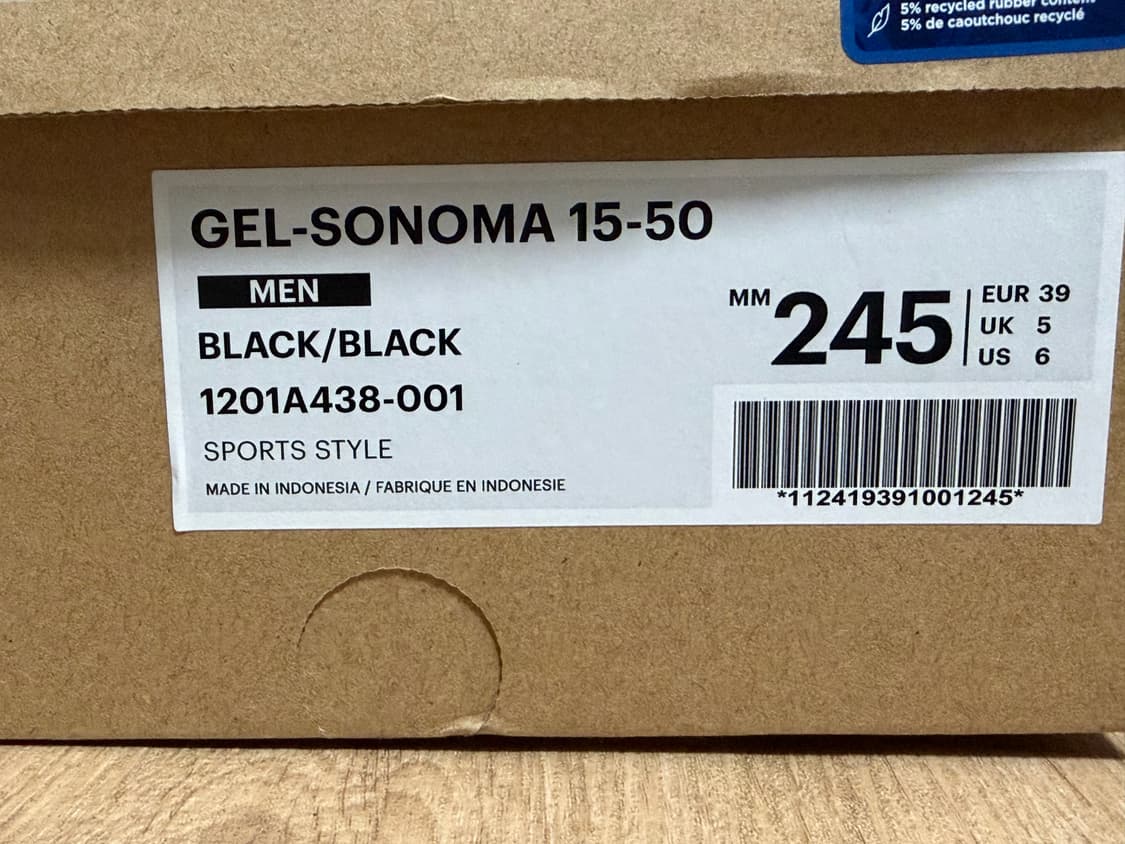 5% recycled rubber content
5% de caoutchouc recyclé
GEL-SONOMA 15-50
MEN
BLACK/BLACK
1201A438-001
SPORTS STYLE
MADE IN INDONESIA / FABRIQUE EN INDONESIE
MM 245
EUR 39
UK 5
US 6
*112419391001245*